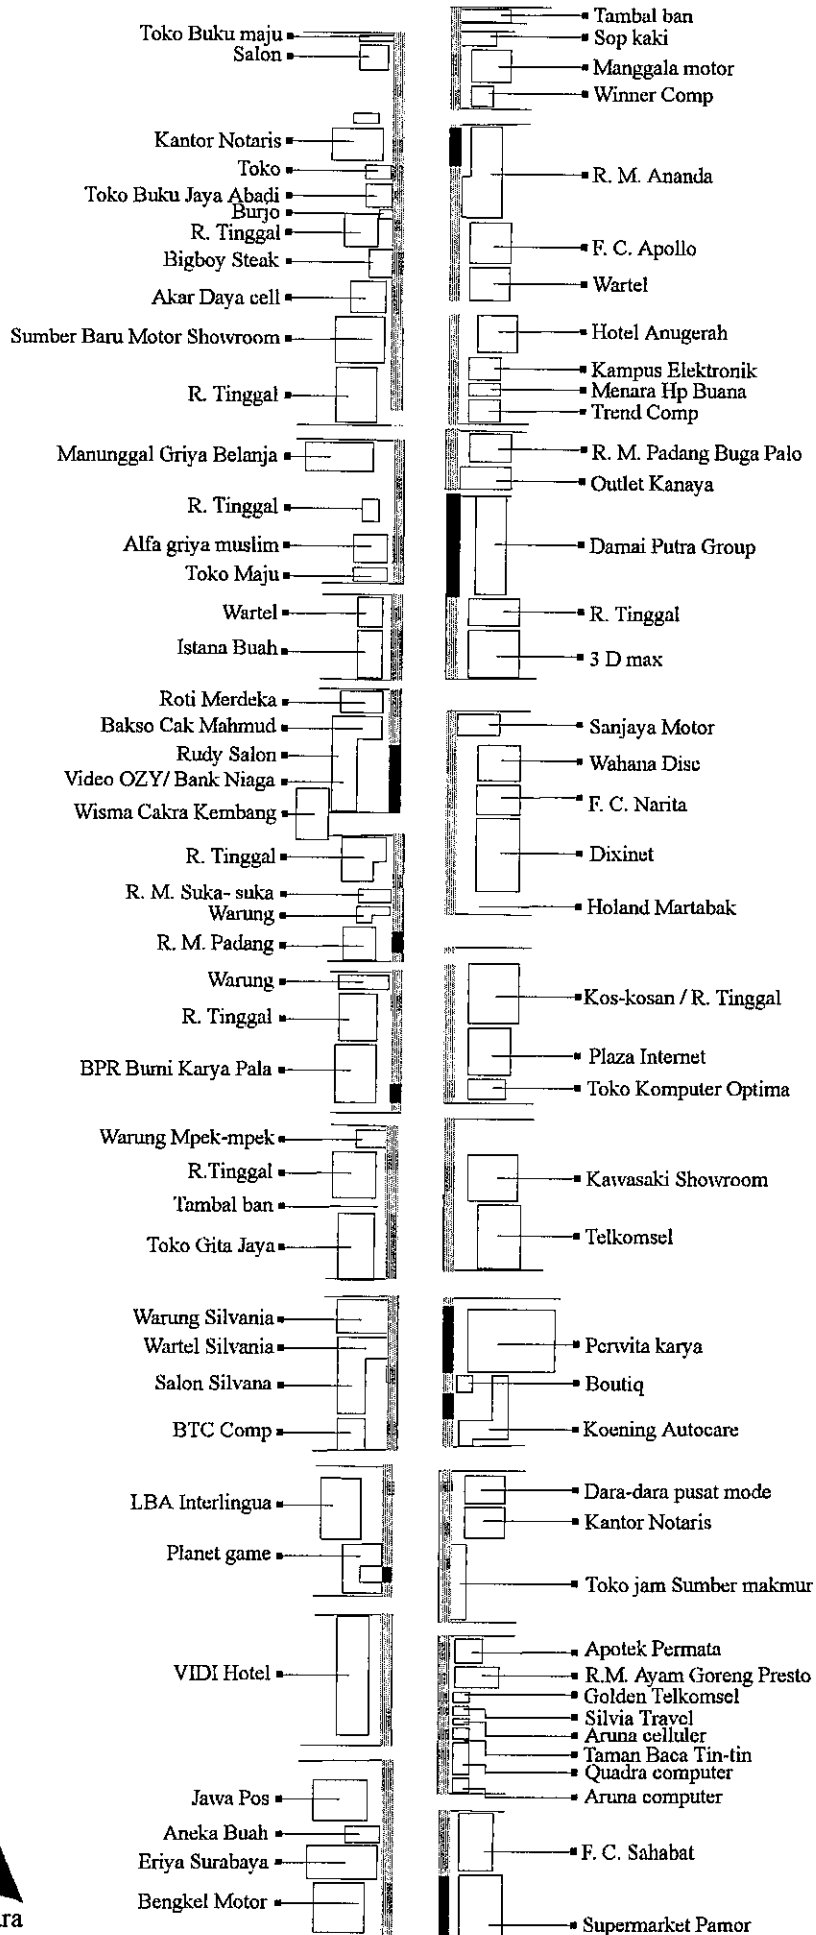 Toko Buku maju
Salon
Kantor Notaris
Toko
Toko Buku Jaya Abadi
Burjo
R. Tinggal
Bigboy Steak
Akar Daya cell
Sumber Baru Motor Showroom
R. Tinggal
Manunggal Griya Belanja
R. Tinggal
Alfa griya muslim
Toko Maju
Wartel
Istana Buah
Roti Merdeka
Bakso Cak Mahmud
Rudy Salon
Video OZY/ Bank Niaga
Wisma Cakra Kembang
R. Tinggal
R. M. Suka- suka
Warung
R. M. Padang
Warung
R. Tinggal
BPR Bumi Karya Pala
Warung Mpek-mpek
R.Tinggal
Tambal ban
Toko Gita Jaya
Warung Silvania
Wartel Silvania
Salon Silvana
BTC Comp
LBA Interlingua
Planet game
VIDI Hotel
Jawa Pos
Aneka Buah
Eriya Surabaya
Bengkel Motor
ara
Tambal ban
Sop kaki
Manggala motor
Winner Comp
R. M. Ananda
F. C. Apollo
Wartel
Hotel Anugerah
Kampus Elektronik
Menara Hp Buana
Trend Comp
R. M. Padang Buga Palo
Outlet Kanaya
Damai Putra Group
R. Tinggal
3 D max
Sanjaya Motor
Wahana Disc
F. C. Narita
Dixinet
Holand Martabak
Kos-kosan / R. Tinggal
Plaza Internet
Toko Komputer Optima
Kawasaki Showroom
Telkomsel
Perwita karya
Boutiq
Koening Autocare
Dara-dara pusat mode
Kantor Notaris
Toko jam Sumber makmur
Apotek Permata
R.M. Ayam Goreng Presto
Golden Telkomsel
Silvia Travel
Aruna celluler
Taman Baca Tin-tin
Quadra computer
Aruna computer
F. C. Sahabat
Supermarket Pamor